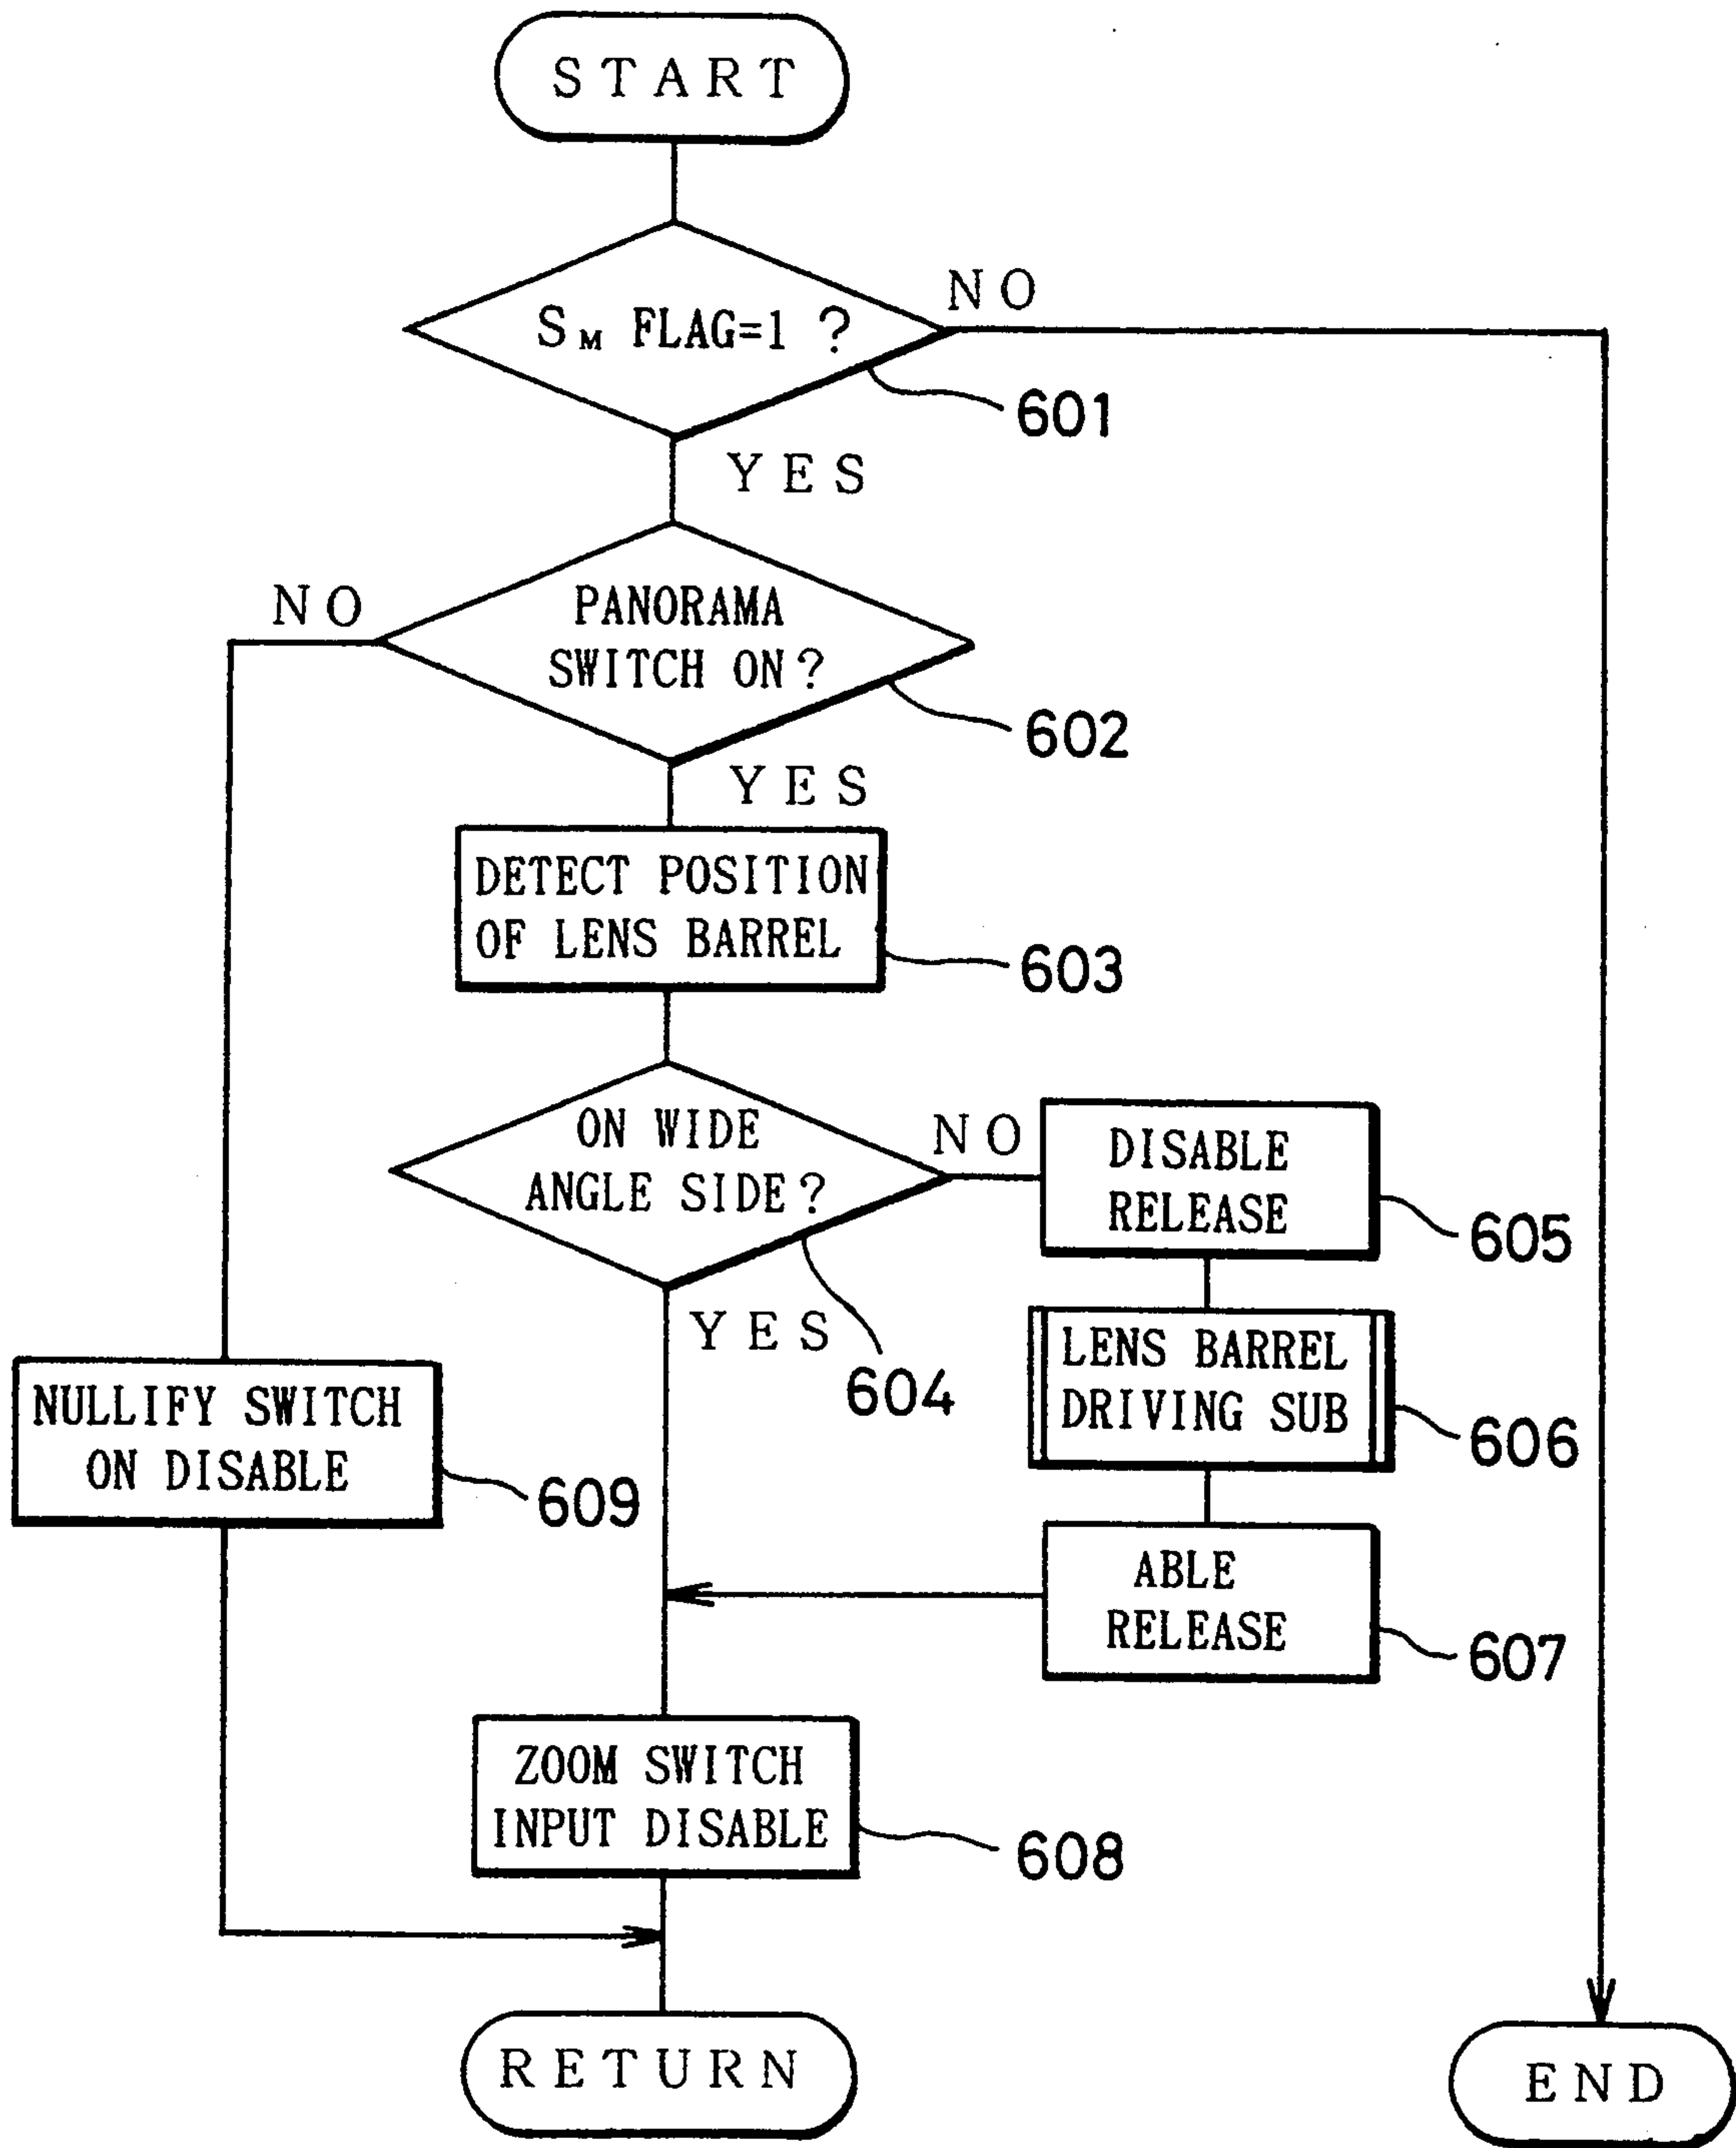 START
SM FLAG=1 ?
NO
601
YES
PANORAMA
SWITCH ON?
NO
602
YES
DETECT POSITION
OF LENS BARREL
603
ON WIDE
ANGLE SIDE?
NO
604
YES
DISABLE
RELEASE
605
LENS BARREL
DRIVING SUB
606
ABLE
RELEASE
607
NULLIFY SWITCH
ON DISABLE
609
ZOOM SWITCH
INPUT DISABLE
608
RETURN
END